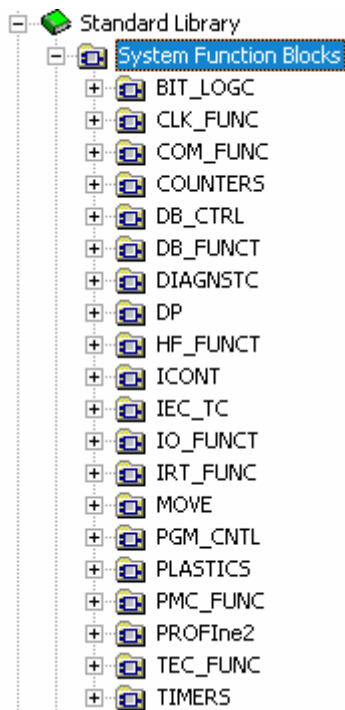 Standard Library
System Function Blocks
BIT_LOGC
CLK_FUNC
COM_FUNC
COUNTERS
DB_CTRL
DB_FUNCT
DIAGNSTC
DP
HF_FUNCT
ICONT
IEC_TC
IO_FUNCT
IRT_FUNC
MOVE
PGM_CNTL
PLASTICS
PMC_FUNC
PROFIne2
TEC_FUNC
TIMERS